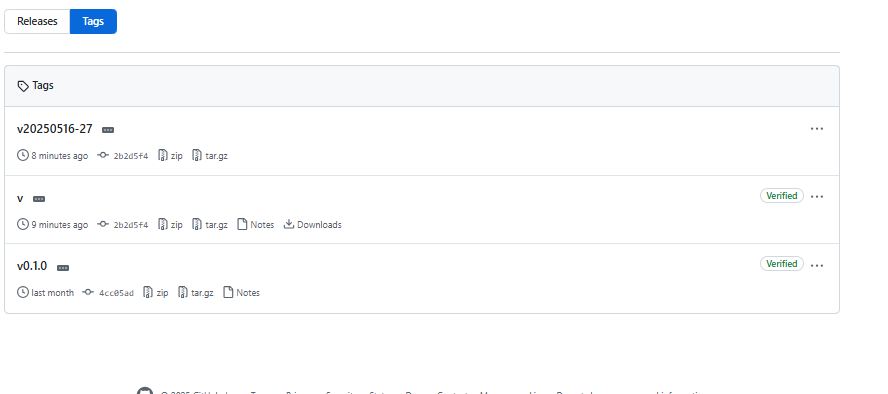 Releases Tags
Tags
v20250516-27
8 minutes ago 2b2d5f4 zip tar.gz
v Verified
9 minutes ago 2b2d5f4 zip tar.gz Notes Downloads
v0.1.0 Verified
last month 4cc05ad zip tar.gz Notes